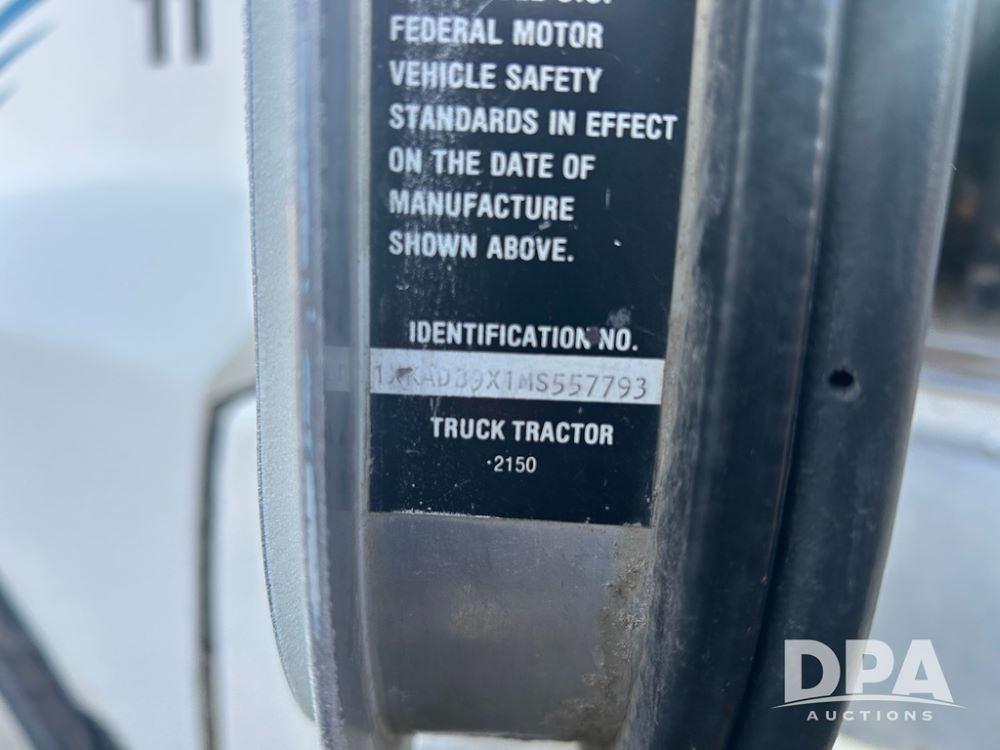 FEDERAL MOTOR
VEHICLE SAFETY
STANDARDS IN EFFECT
ON THE DATE OF
MANUFACTURE
SHOWN ABOVE.
IDENTIFICATION NO.
1XKADB9X1MS557793
TRUCK TRACTOR
·2150
DPA
AUCTIONS